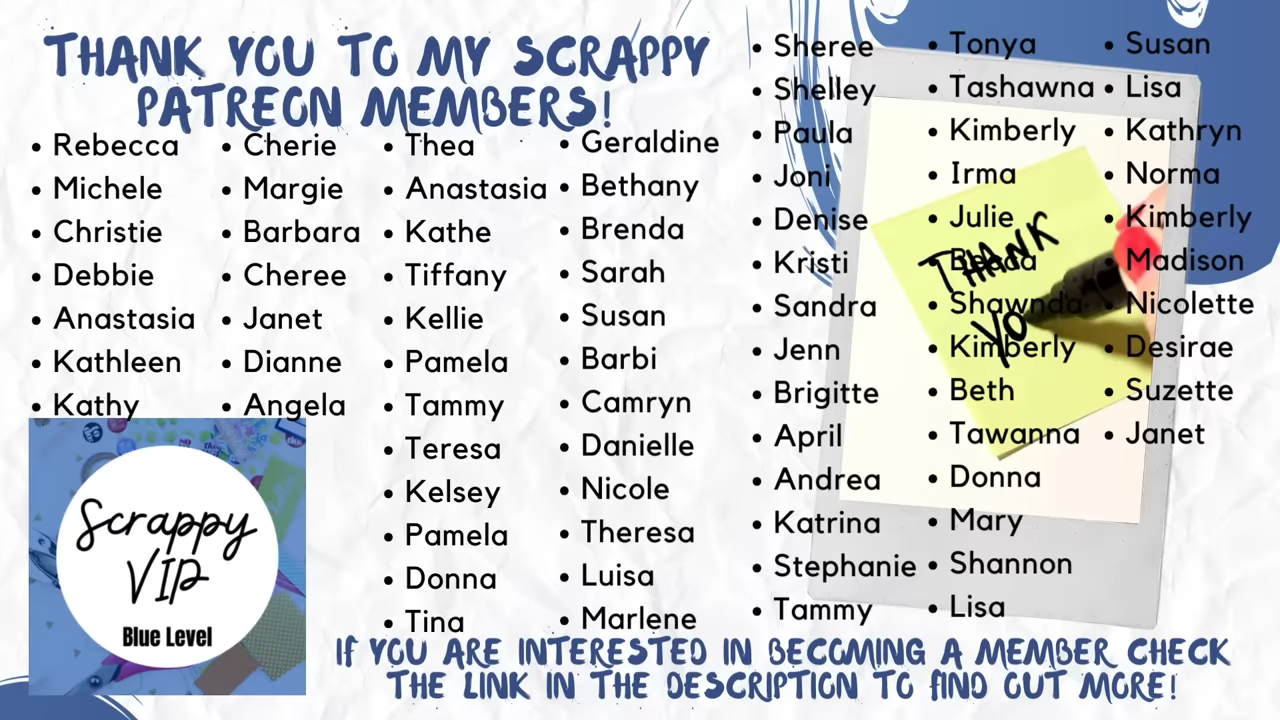 THANK YOU TO MY SCRAPPY
PATREON MEMBERS!
• Rebecca
• Michele
• Christie
• Debbie
• Anastasia
• Kathleen
• Kathy
• Cherie
• Margie
• Barbara
• Cheree
• Janet
• Dianne
• Angela
• Thea
• Anastasia
• Kathe
• Tiffany
• Kellie
• Pamela
• Tammy
• Teresa
• Kelsey
• Pamela
• Donna
• Tina
• Geraldine
• Bethany
• Brenda
• Sarah
• Susan
• Barbi
• Camryn
• Danielle
• Nicole
• Theresa
• Luisa
• Marlene
• Sheree
• Shelley
• Paula
• Joni
• Denise
• Kristi
• Sandra
• Jenn
• Brigitte
• April
• Andrea
• Katrina
• Stephanie
• Tammy
• Tonya
• Tashawna
• Kimberly
• Irma
• Julie
• Becca
• Shawnda
• Kimberly
• Beth
• Tawanna
• Donna
• Mary
• Shannon
• Lisa
• Susan
• Lisa
• Kathryn
• Norma
• Kimberly
• Madison
• Nicolette
• Desirae
• Suzette
• Janet
THANK
YO
Scrappy
VIP
Blue Level
If YOU ARE INTERESTED IN BECOMING A MEMBER CHECK
THE LINK IN THE DESCRIPTION TO fIND OUT MORE!